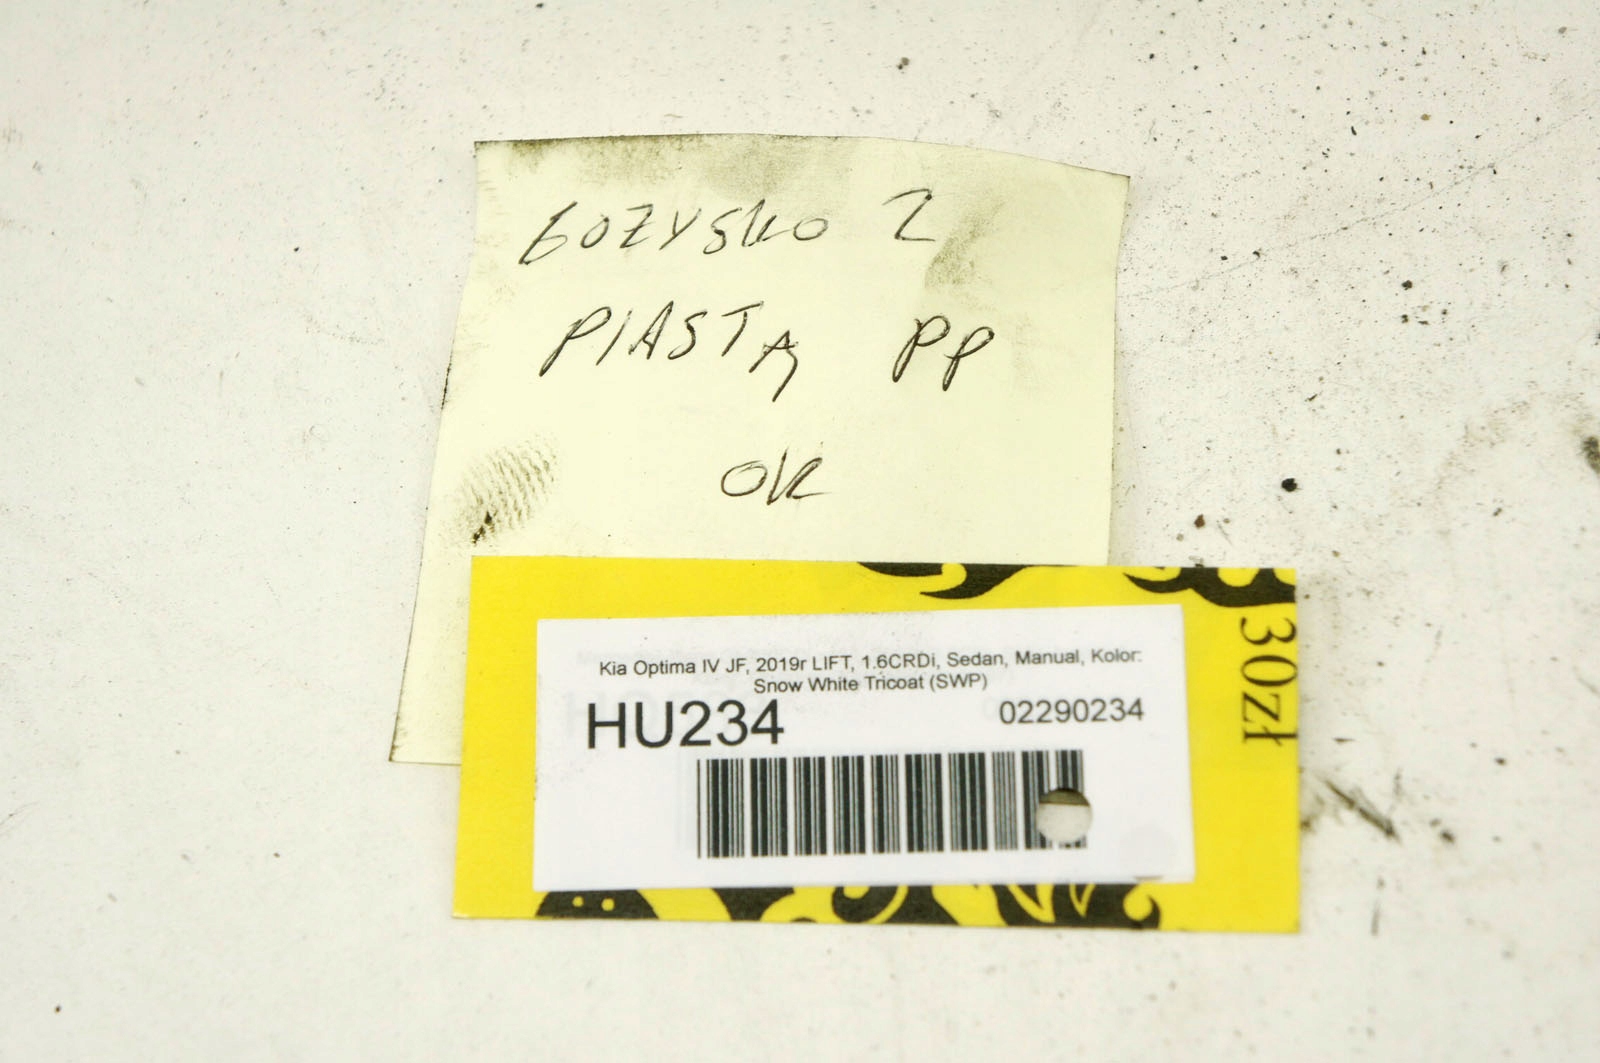 ŁOŻYSKO Z
PIASTĄ PP
OK
Kia Optima IV JF, 2019r LIFT, 1.6CRDi, Sedan, Manual, Kolor:
Snow White Tricoat (SWP)
HU234
02290234
30zł